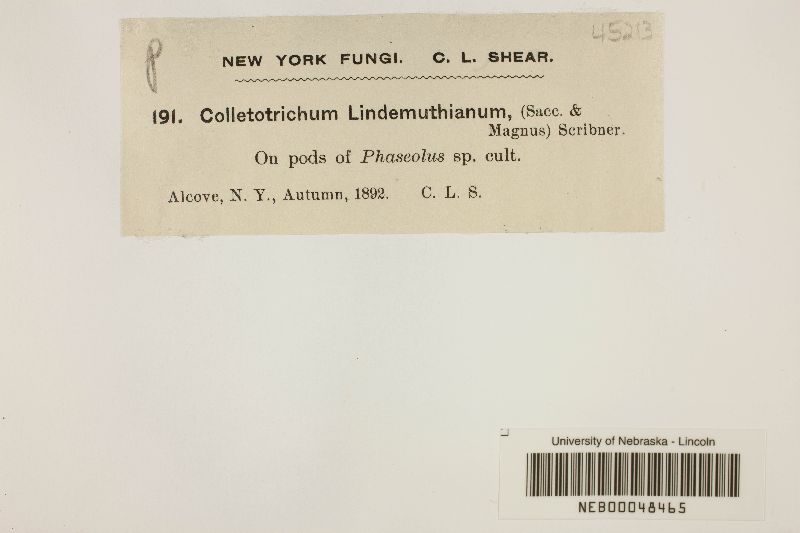 45213
P
NEW YORK FUNGI. C. L. SHEAR.
191. Colletotrichum Lindemuthianum, (Sacc. &
Magnus) Scribner.
On pods of Phaseolus sp. cult.
Alcove, N. Y., Autumn, 1892. C. L. S.
University of Nebraska - Lincoln
NEB00048465